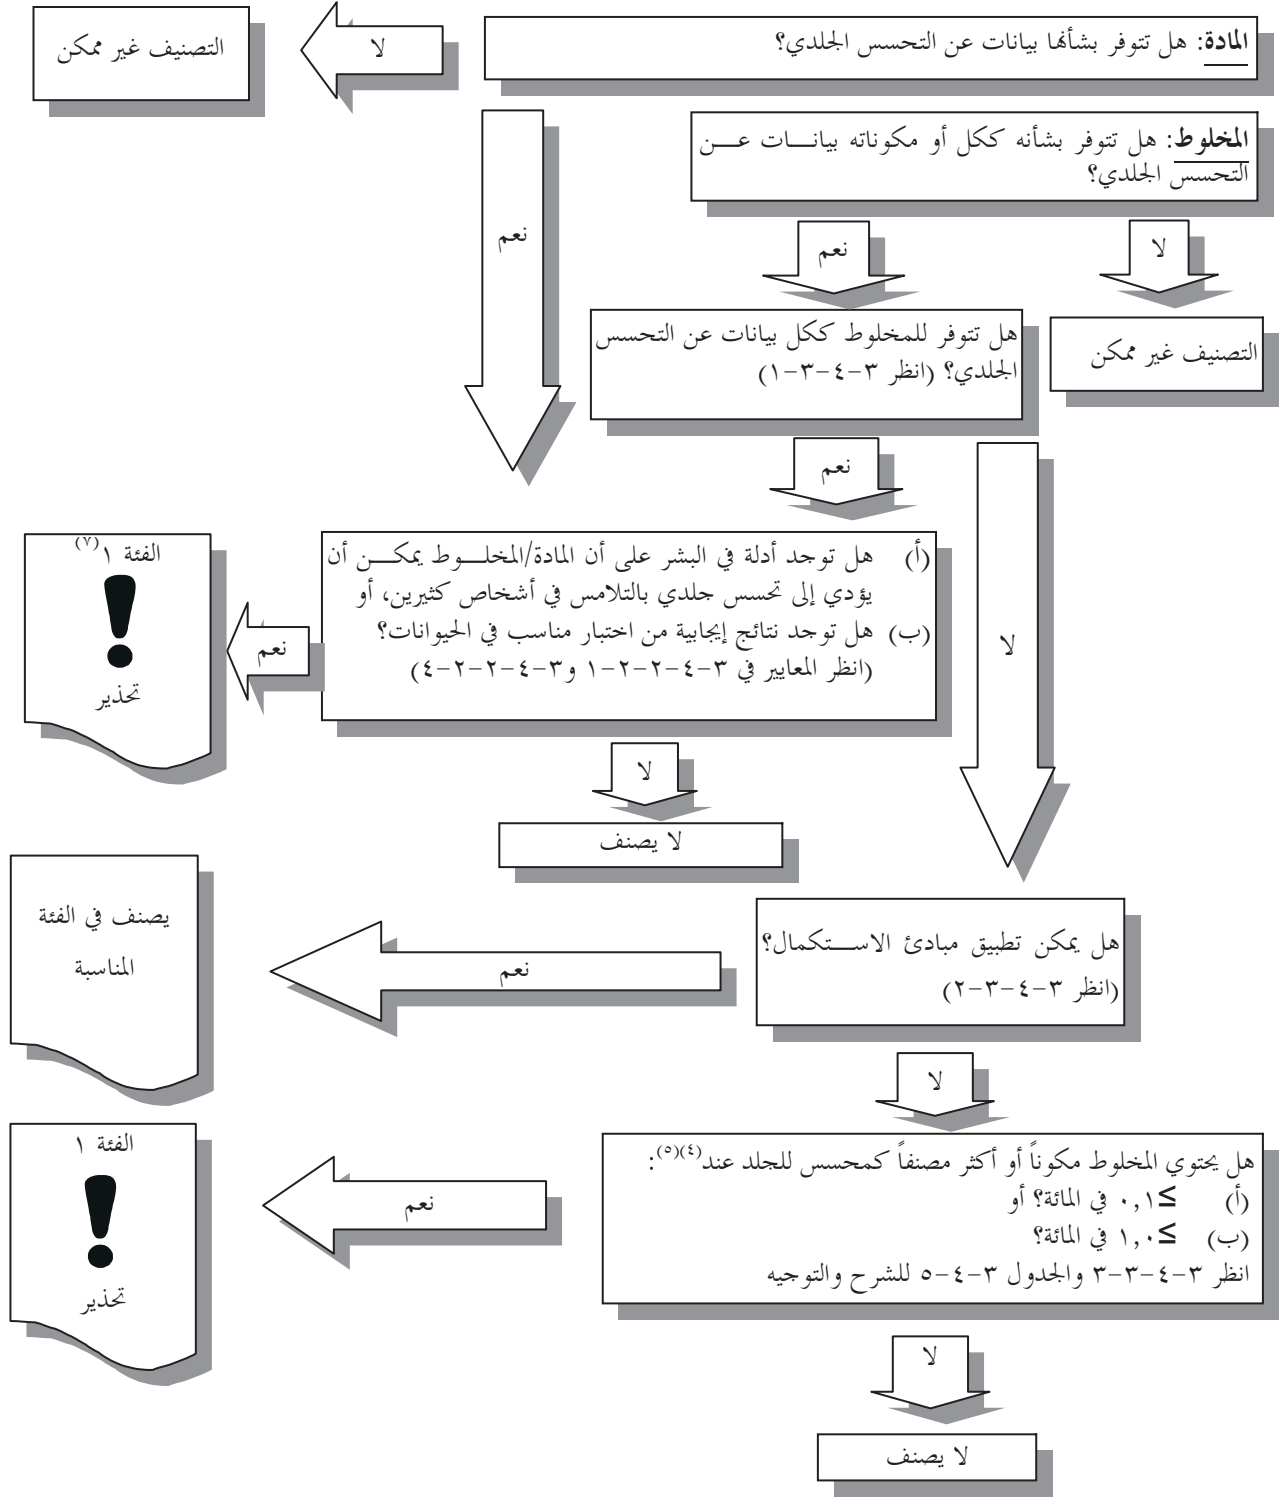 المادة: هل تتوفر بشأنها بيانات عن التحسس الجلدي؟
لا
التصنيف غير ممكن
المخلوط: هل تتوفر بشأنه ككل أو مكوناته بيانات عن
التحسس الجلدي؟
نعم
لا
نعم
التصنيف غير ممكن
هل تتوفر للمخلوط ككل بيانات عن التحسس
الجلدي؟ (انظر ٣-٤-٣-١)
نعم
لا
(أ) هل توجد أدلة في البشر على أن المادة/المخلوط يمكن أن
يؤدي إلى تحسس جلدي بالتلامس في أشخاص كثيرين، أو
(ب) هل توجد نتائج إيجابية من اختبار مناسب في الحيوانات؟
(انظر المعايير في ٣-٤-٢-٢-١ و٣-٤-٢-٢-٤)
نعم
الفئة ١(٧)
تحذير
لا
لا يصنف
هل يمكن تطبيق مبادئ الاستكمال؟
(انظر ٣-٤-٣-٢)
نعم
يصنف في الفئة
المناسبة
لا
هل يحتوي المخلوط مكوناً أو أكثر مصنفاً كمحسس للجلد عند(٤)(٥):
(أ) ≥٠,١ في المائة؟ أو
(ب) ≥١,٠ في المائة؟
انظر ٣-٤-٣-٣ والجدول ٣-٤-٥ للشرح والتوجيه
نعم
الفئة ١
تحذير
لا
لا يصنف